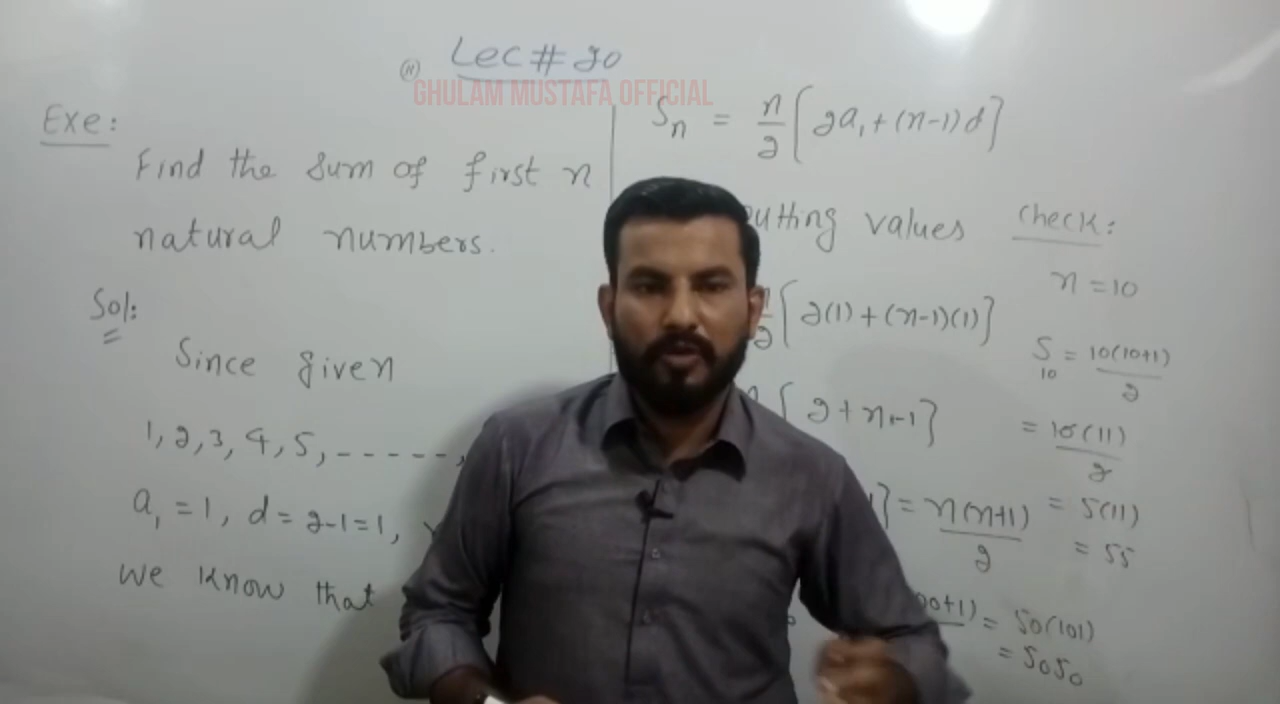 Lec # 20
GHULAM MUSTAFA OFFICIAL
Exe:
Find the sum of first n
natural numbers.
Sol:
Since given
1, 2, 3, 4, 5, - - - - -,
a₁ = 1, d = 2-1 = 1,
we know that
Sₙ = n/2 [2a₁ + (n-1)d]
values
[2(1) + (n-1)(1)]
[2 + n - 1]
] = n(n+1)/2
= 50(101)
= 5050
Check:
n = 10
S₁₀ = 10(10+1)/2
= 10(11)/2
= 5(11)
= 55